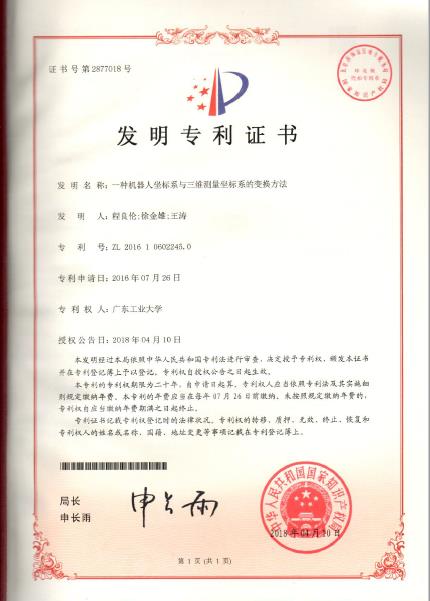 证书号第2877018号
发明专利证书
发明名称:一种机器人坐标系与三维测量坐标系的变换方法
发明人:程良伦;徐金雄;王涛
专利号:ZL 2016 1 0602245.0
专利申请日:2016年07月26日
专利权人:广东工业大学
授权公告日:2018年04月10日
本发明经过本局依照中华人民共和国专利法进行审查,决定授予专利权,颁发本证书
并在专利登记簿上予以登记。专利权自授权公告之日起生效。
本专利的专利权期限为二十年,自申请日起算。专利权人应当依照专利法及其实施细
则规定缴纳年费。本专利的年费应当在每年07月26日前缴纳。未按照规定缴纳年费的,
专利权自应当缴纳年费期满之日起终止。
专利证书记载专利权登记时的法律状况。专利权的转移、质押、无效、终止、恢复和
专利权人的姓名或名称、国籍、地址变更等事项记载在专利登记簿上。
局长
申长雨
申长雨
中华人民共和国国家知识产权局
2018年04月10日
第1页(共1页)